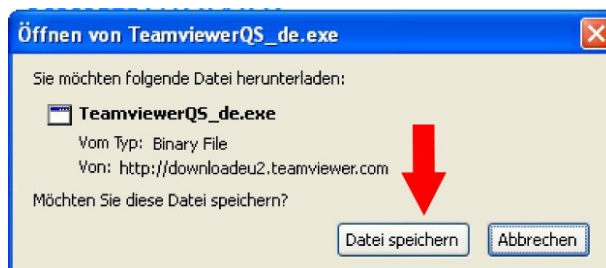 Öffnen von TeamviewerQS_de.exe
Sie möchten folgende Datei herunterladen:
TeamviewerQS_de.exe
Vom Typ: Binary File
Von: http://downloadeu2.teamviewer.com
Möchten Sie diese Datei speichern?
Datei speichern Abbrechen